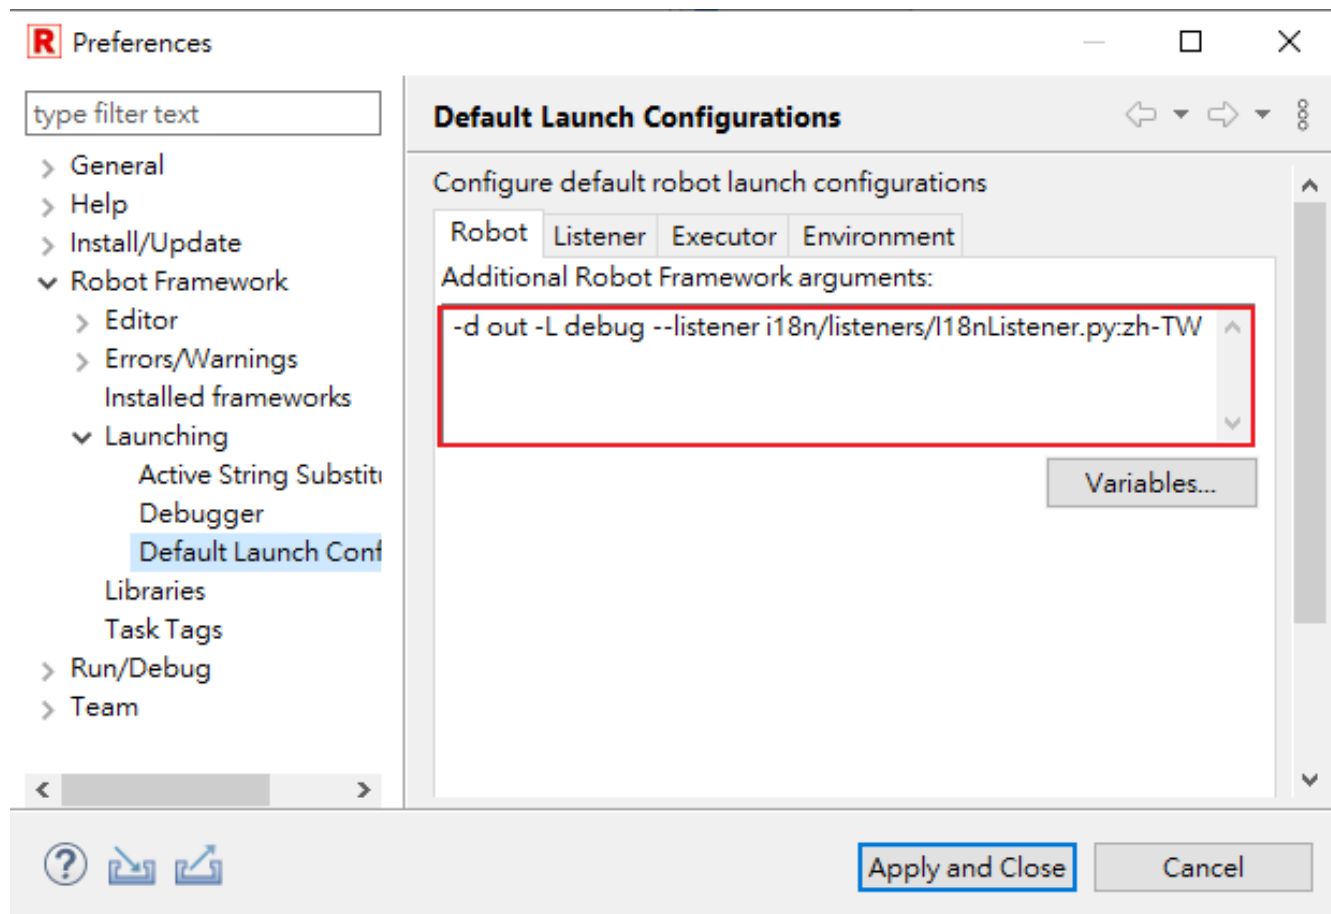 R Preferences
type filter text
General
Help
Install/Update
Robot Framework
Editor
Errors/Warnings
Installed frameworks
Launching
Active String Substitu
Debugger
Default Launch Conf
Libraries
Task Tags
Run/Debug
Team
Default Launch Configurations
Configure default robot launch configurations
Robot Listener Executor Environment
Additional Robot Framework arguments:
-d out -L debug --listener i18n/listeners/I18nListener.py:zh-TW
Variables...
?
Apply and Close Cancel